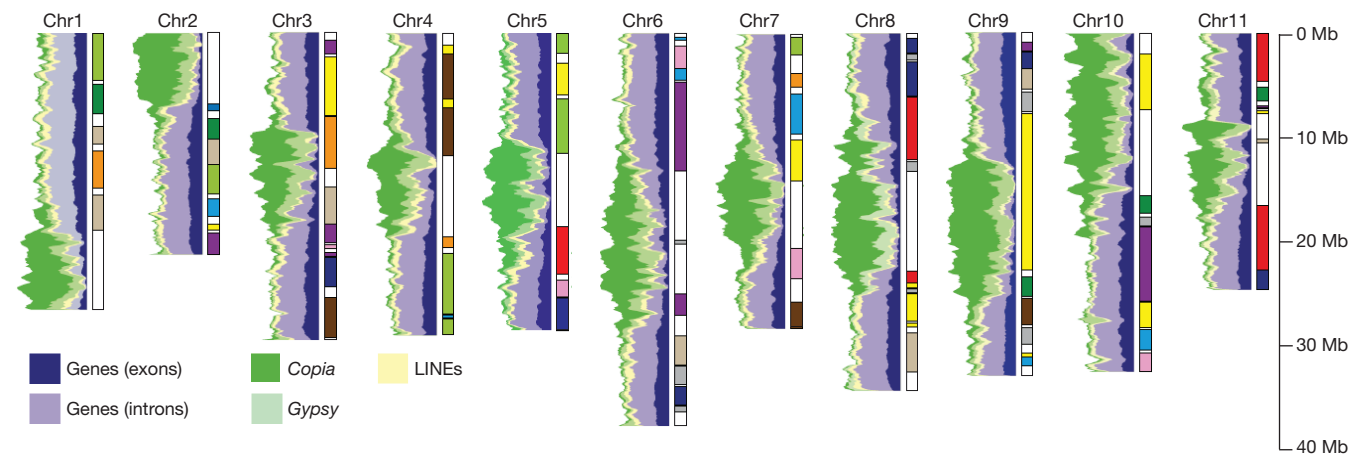 Chr1 Chr2 Chr3 Chr4 Chr5 Chr6 Chr7 Chr8 Chr9 Chr10 Chr11
0 Mb
10 Mb
20 Mb
30 Mb
40 Mb
Genes (exons) Copia LINEs
Genes (introns) Gypsy